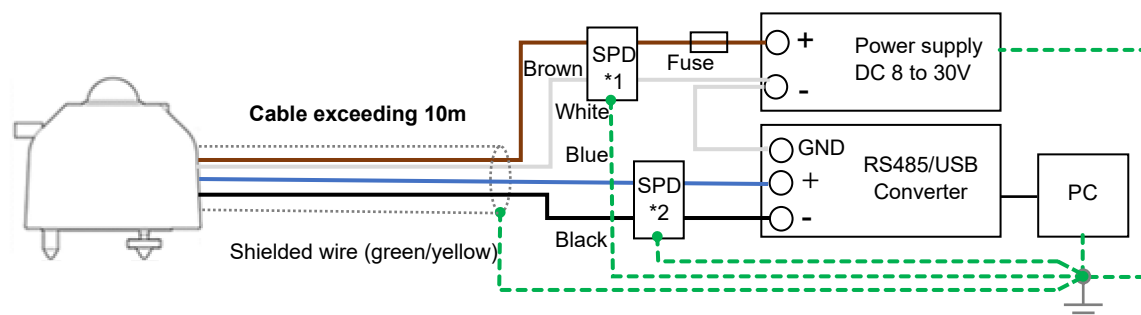 SPD
*1
Brown
Fuse
+
-
Power supply
DC 8 to 30V
Cable exceeding 10m
White
Blue
SPD
*2
GND
+
-
RS485/USB
Converter
PC
Black
Shielded wire (green/yellow)